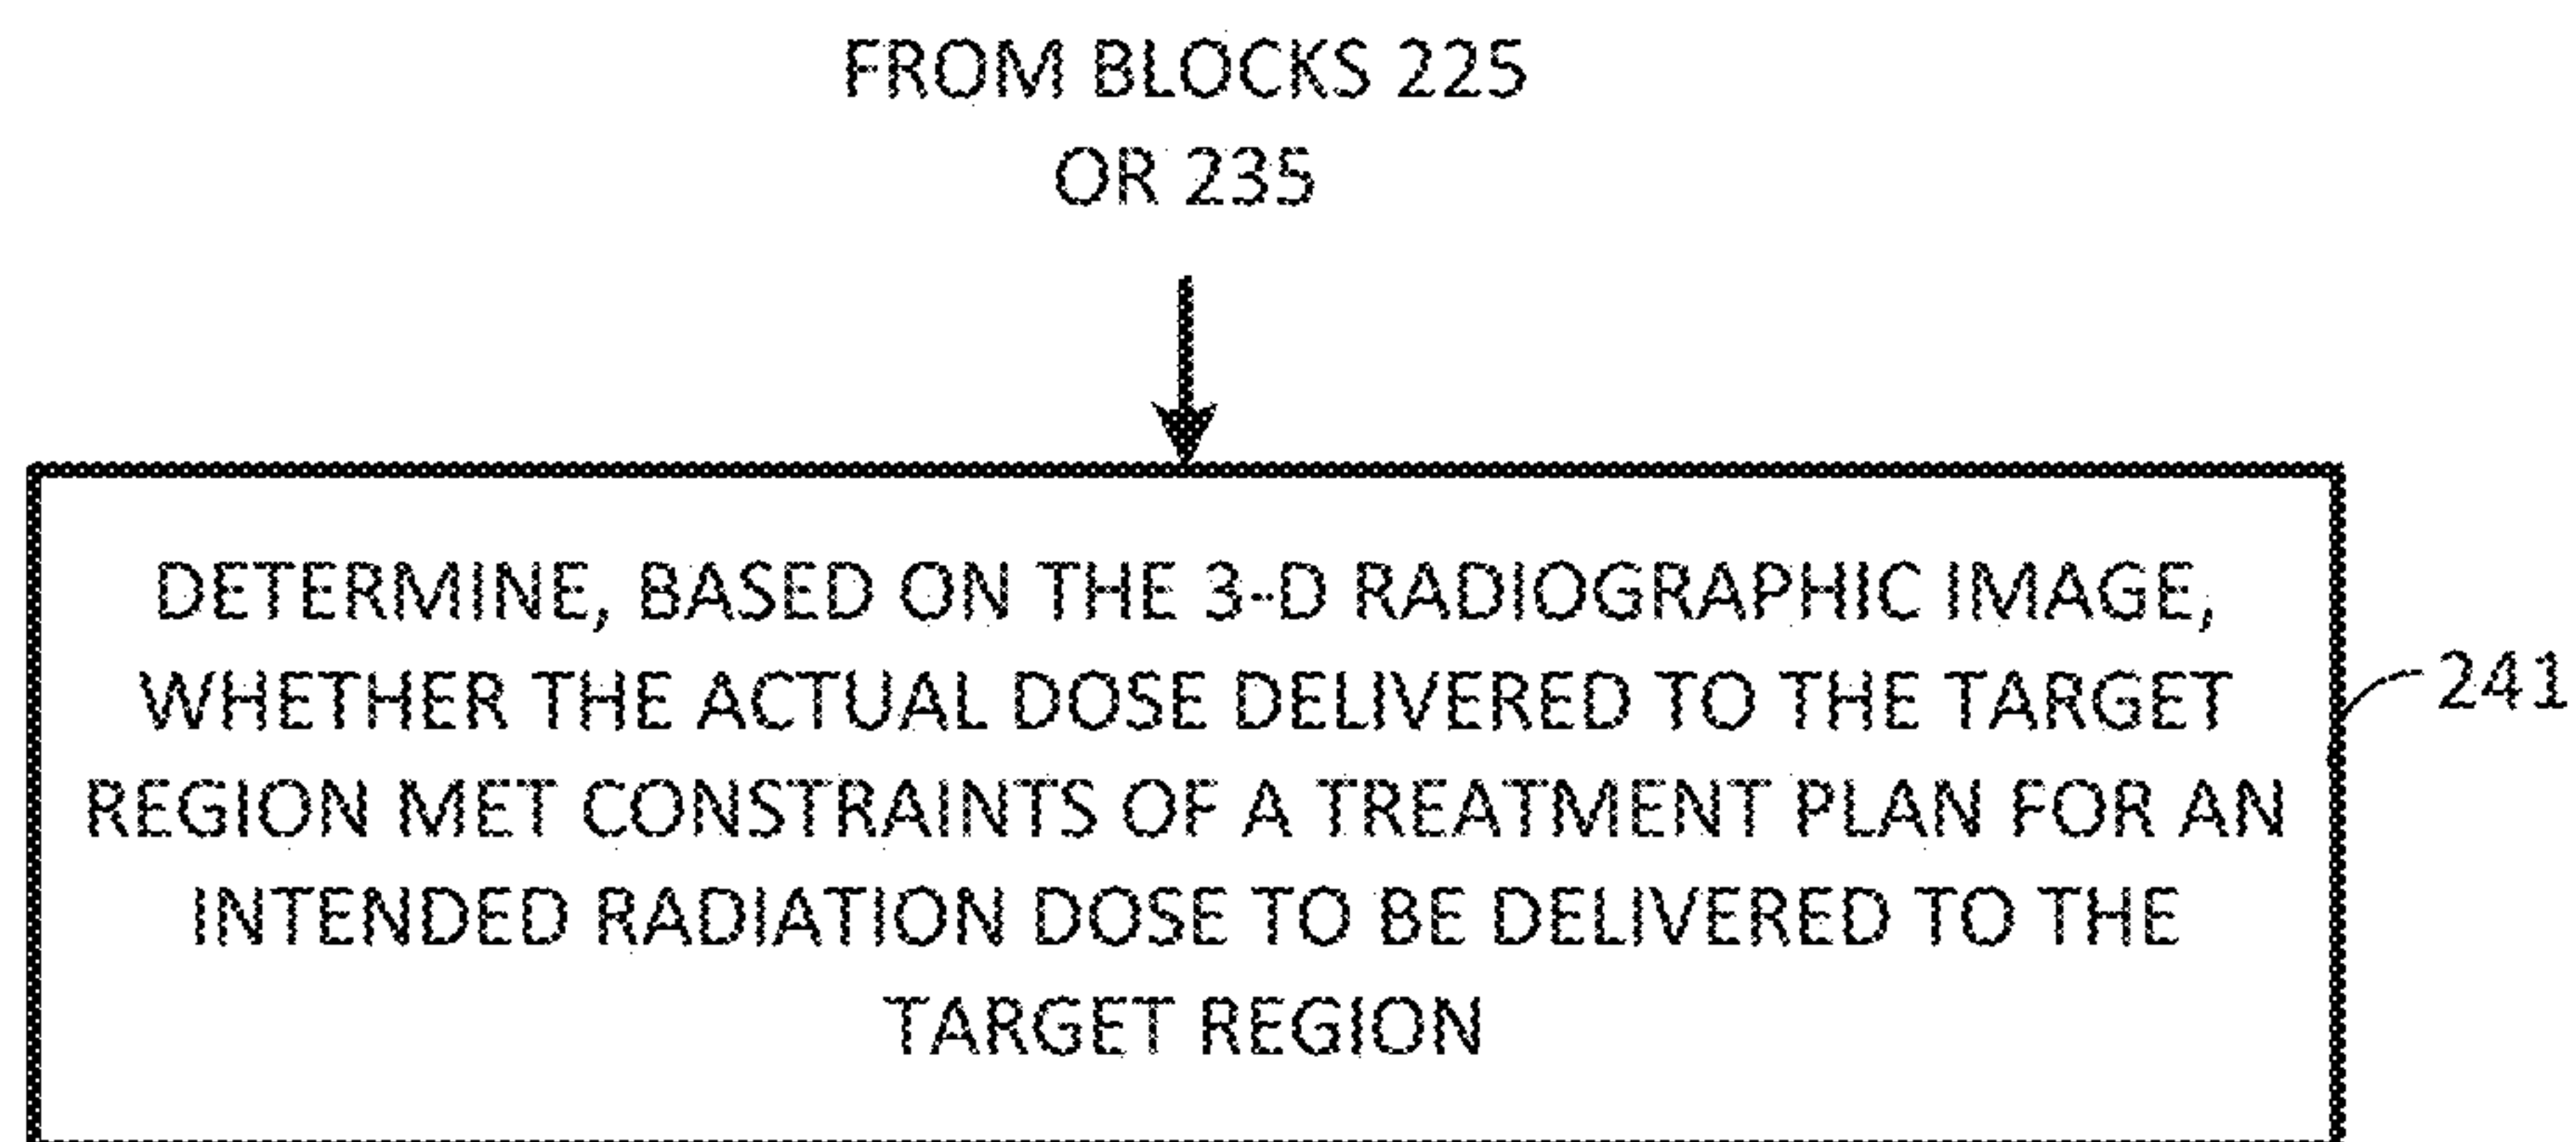 FROM BLOCKS 225
OR 235
DETERMINE, BASED ON THE 3-D RADIOGRAPHIC IMAGE,
WHETHER THE ACTUAL DOSE DELIVERED TO THE TARGET
REGION MET CONSTRAINTS OF A TREATMENT PLAN FOR AN
INTENDED RADIATION DOSE TO BE DELIVERED TO THE
TARGET REGION
241